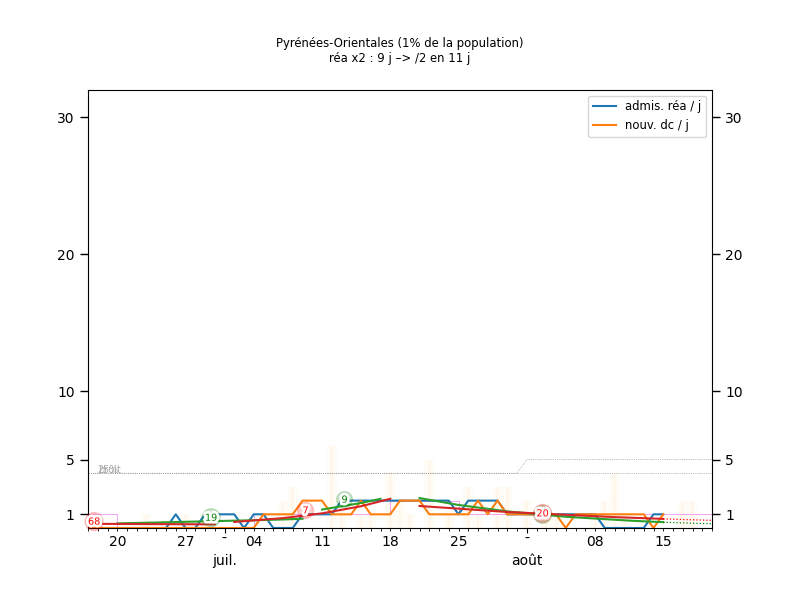 Pyrénées-Orientales (1% de la population)
réa x2 : 9 j –> /2 en 11 j
admis. réa / j
nouv. dc / j
30 30
20 20
10 10
5 5
1 1
68 19 7 9 20
20 27 - 04 11 18 25 - 08 15
juil. août